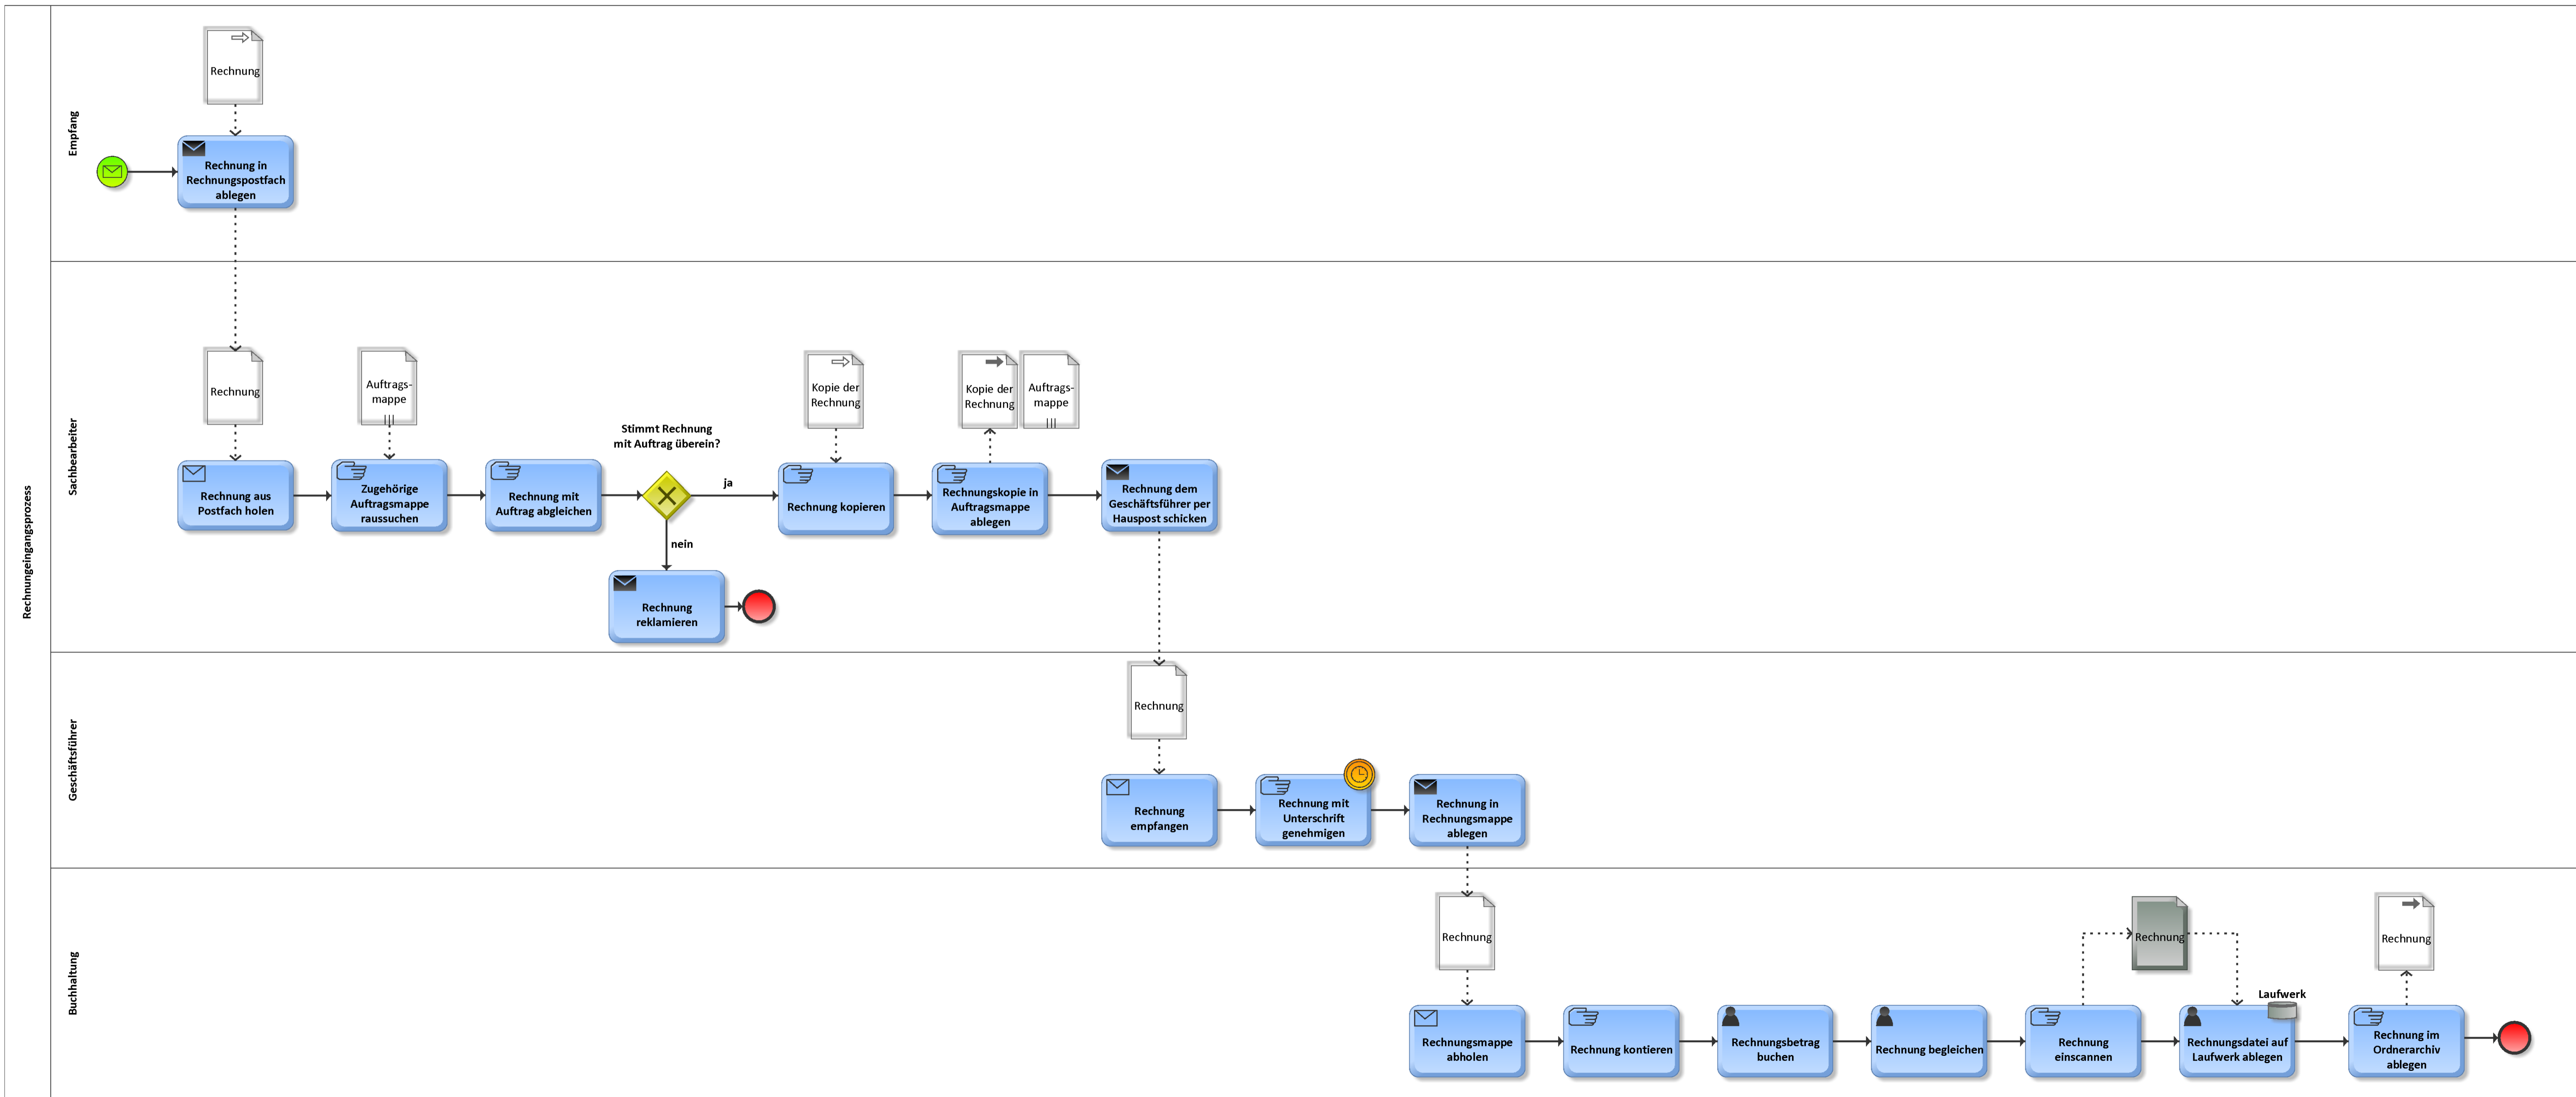 Rechnungseingangsprozess
Empfang
Rechnung
Rechnung in
Rechnungspostfach
ablegen
Sachbearbeiter
Rechnung
Auftrags-
mappe
Kopie der
Rechnung
Kopie der
Rechnung
Auftrags-
mappe
Stimmt Rechnung
mit Auftrag überein?
Rechnung aus
Postfach holen
Zugehörige
Auftragsmappe
raussuchen
Rechnung mit
Auftrag abgleichen
ja
Rechnung kopieren
Rechnungskopie in
Auftragsmappe
ablegen
Rechnung dem
Geschäftsführer per
Hauspost schicken
nein
Rechnung
reklamieren
Geschäftsführer
Rechnung
Rechnung
empfangen
Rechnung mit
Unterschrift
genehmigen
Rechnung in
Rechnungsmappe
ablegen
Buchhaltung
Rechnung
Rechnung
Rechnung
Laufwerk
Rechnungsmappe
abholen
Rechnung kontieren
Rechnungsbetrag
buchen
Rechnung begleichen
Rechnung
einscannen
Rechnungsdatei auf
Laufwerk ablegen
Rechnung im
Ordnerarchiv
ablegen